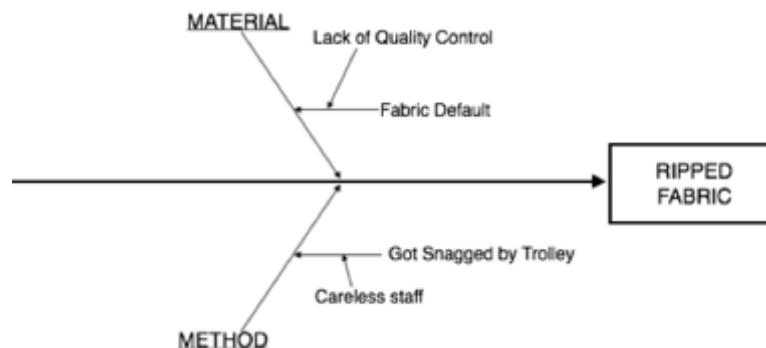 MATERIAL
Lack of Quality Control
Fabric Default
RIPPED
FABRIC
Got Snagged by Trolley
Careless staff
METHOD